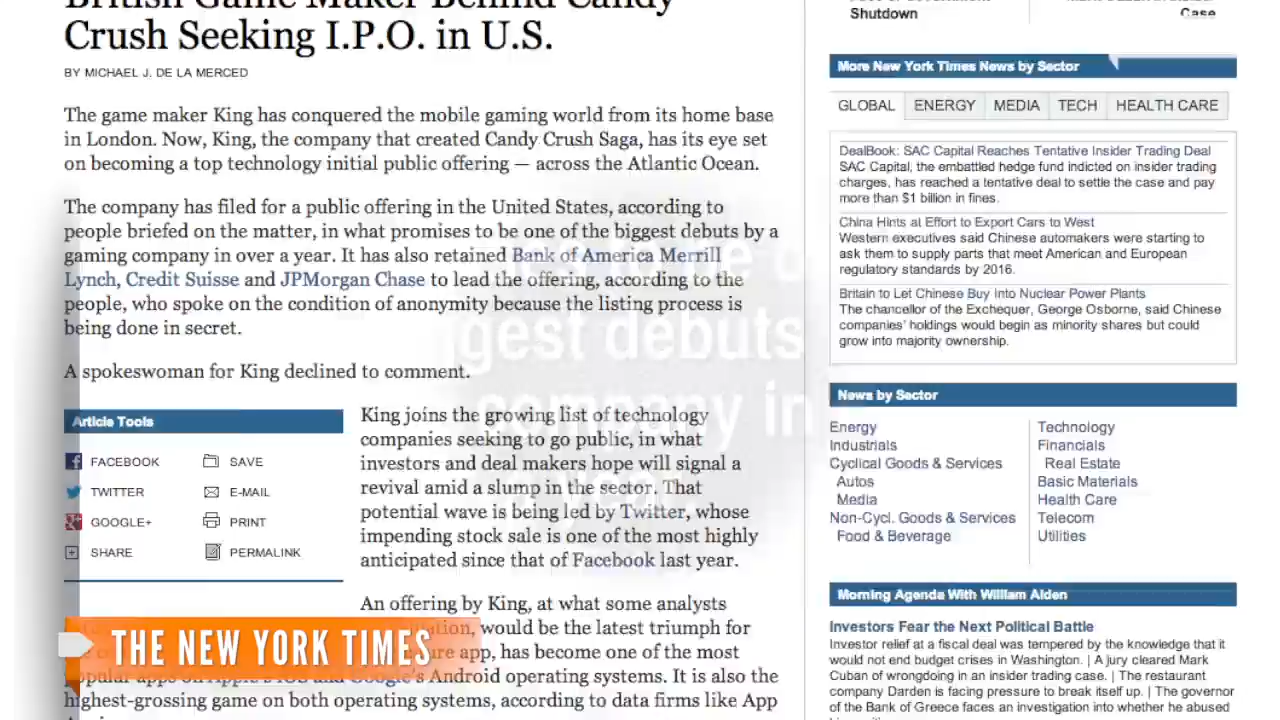 British Game Maker Behind Candy
Crush Seeking I.P.O. in U.S.
BY MICHAEL J. DE LA MERCED
The game maker King has conquered the mobile gaming world from its home base
in London. Now, King, the company that created Candy Crush Saga, has its eye set
on becoming a top technology initial public offering — across the Atlantic Ocean.
The company has filed for a public offering in the United States, according to
people briefed on the matter, in what promises to be one of the biggest debuts by a
gaming company in over a year. It has also retained Bank of America Merrill
Lynch, Credit Suisse and JPMorgan Chase to lead the offering, according to the
people, who spoke on the condition of anonymity because the listing process is
being done in secret.
A spokeswoman for King declined to comment.
Article Tools
FACEBOOK
SAVE
TWITTER
E-MAIL
GOOGLE+
PRINT
SHARE
PERMALINK
King joins the growing list of technology
companies seeking to go public, in what
investors and deal makers hope will signal a
revival amid a slump in the sector. That
potential wave is being led by Twitter, whose
impending stock sale is one of the most highly
anticipated since that of Facebook last year.
An offering by King, at what some analysts
would be the latest triumph for
app, has become one of the most
popular apps on Apple's iOS and Google's Android operating systems. It is also the
highest-grossing game on both operating systems, according to data firms like App
gest debuts
company in
THE NEW YORK TIMES
Shutdown
Case
More New York Times News by Sector
GLOBAL
ENERGY
MEDIA
TECH
HEALTH CARE
DealBook: SAC Capital Reaches Tentative Insider Trading Deal
SAC Capital, the embattled hedge fund indicted on insider trading
charges, has reached a tentative deal to settle the case and pay
more than $1 billion in fines.
China Hints at Effort to Export Cars to West
Western executives said Chinese automakers were starting to
ask them to supply parts that meet American and European
regulatory standards by 2016.
Britain to Let Chinese Buy Into Nuclear Power Plants
The chancellor of the Exchequer, George Osborne, said Chinese
companies' holdings would begin as minority shares but could
grow into majority ownership.
News by Sector
Energy
Industrials
Cyclical Goods & Services
Autos
Media
Non-Cycl. Goods & Services
Food & Beverage
Technology
Financials
Real Estate
Basic Materials
Health Care
Telecom
Utilities
Morning Agenda With William Alden
Investors Fear the Next Political Battle
Investor relief at a fiscal deal was tempered by the knowledge that it
would not end budget crises in Washington. | A jury cleared Mark
Cuban of wrongdoing in an insider trading case. | The restaurant
company Darden is facing pressure to break itself up. | The governor
of the Bank of Greece faces an investigation into whether he abused